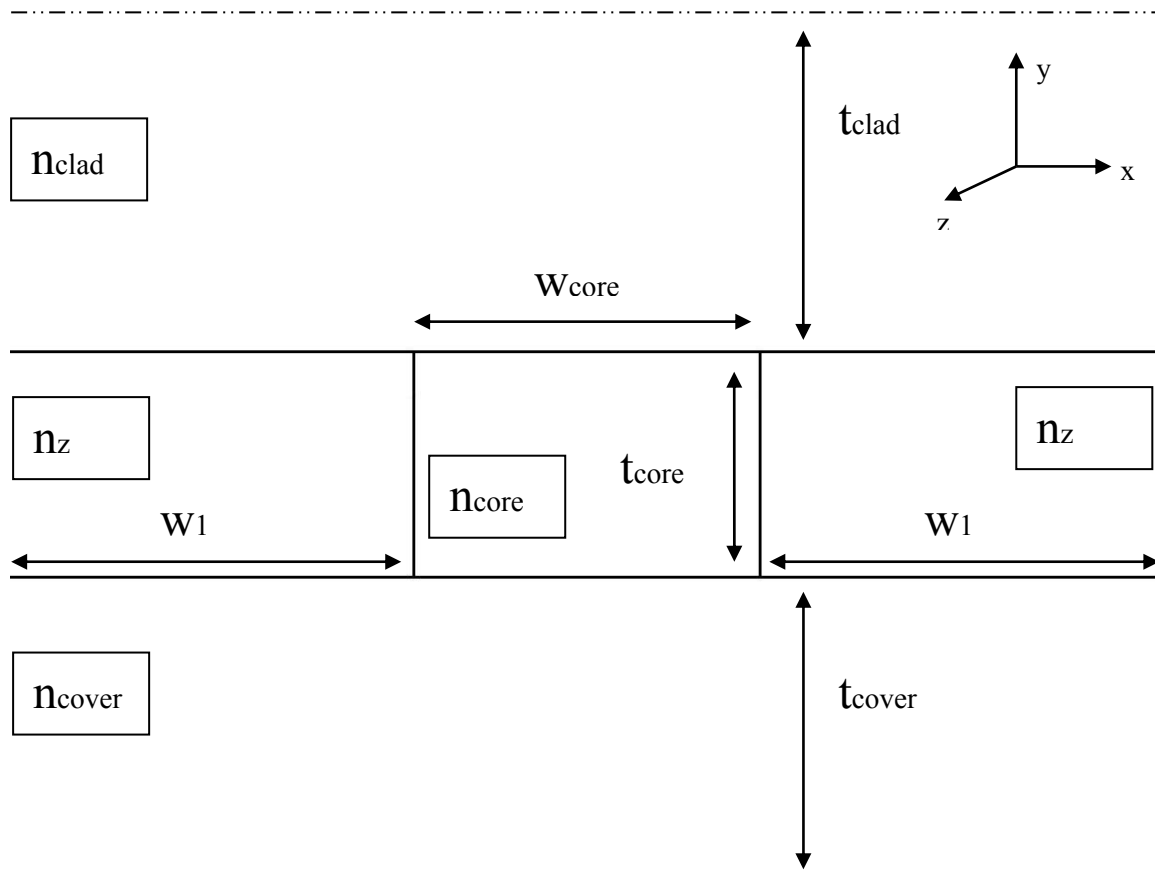 y
tclad
nclad
x
z
wcore
nz
nz
tcore
ncore
w1
w1
ncover
tcover